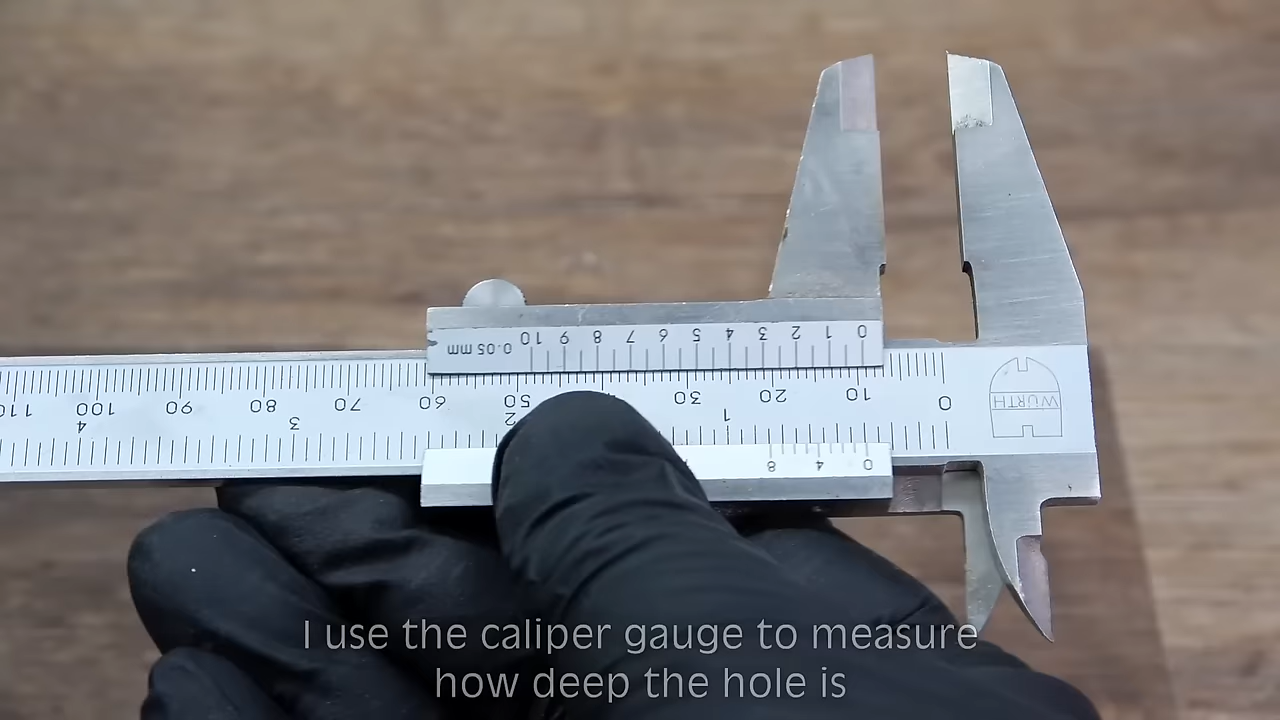 0.05mm 10 9 8 7 6 5 4 3 2 1 0
110 100 90 80 70 60 50 30 20 10 0
4 3 2 1
WÜRTH
8 4 0
I use the caliper gauge to measure
how deep the hole is